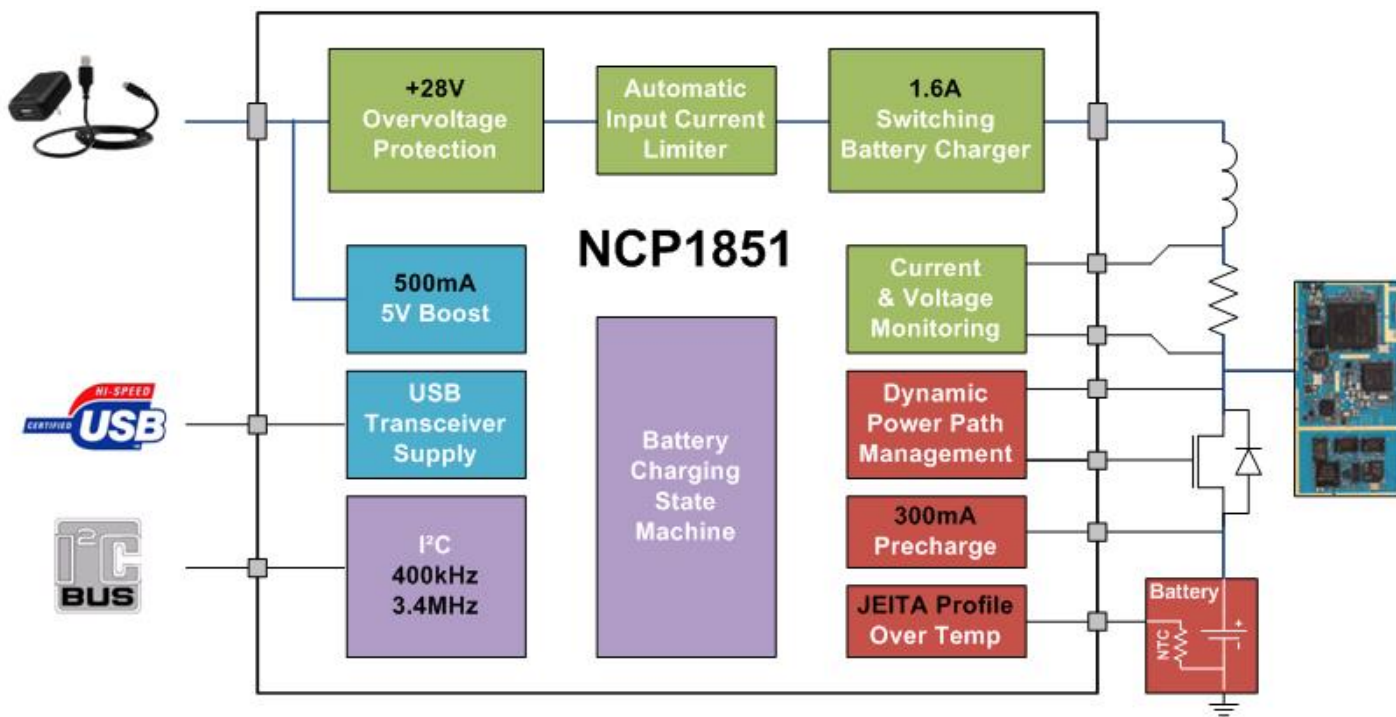 +28V
Overvoltage
Protection
Automatic
Input Current
Limiter
1.6A
Switching
Battery Charger
NCP1851
500mA
5V Boost
Current
& Voltage
Monitoring
HI-SPEED
CERTIFIED USB
USB
Transceiver
Supply
Battery
Charging
State
Machine
Dynamic
Power Path
Management
I²C
BUS
I²C
400kHz
3.4MHz
300mA
Precharge
JEITA Profile
Over Temp
Battery
NTC
+
-